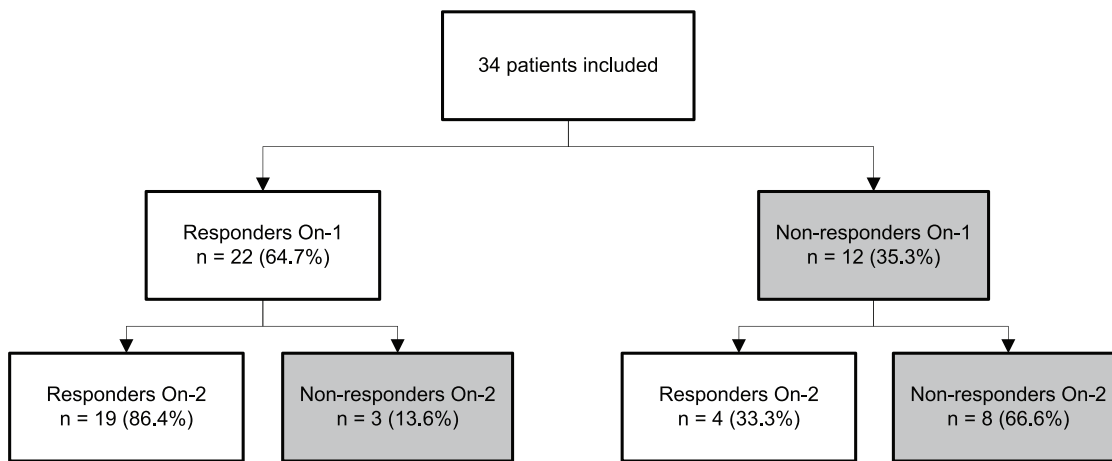 34 patients included
Responders On-1
n = 22 (64.7%)
Non-responders On-1
n = 12 (35.3%)
Responders On-2
n = 19 (86.4%)
Non-responders On-2
n = 3 (13.6%)
Responders On-2
n = 4 (33.3%)
Non-responders On-2
n = 8 (66.6%)